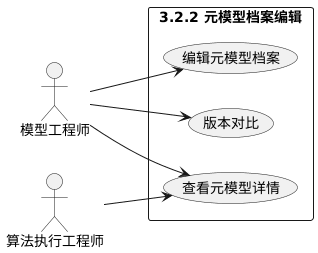 3.2.2 元模型档案编辑
编辑元模型档案
模型工程师
版本对比
查看元模型详情
算法执行工程师